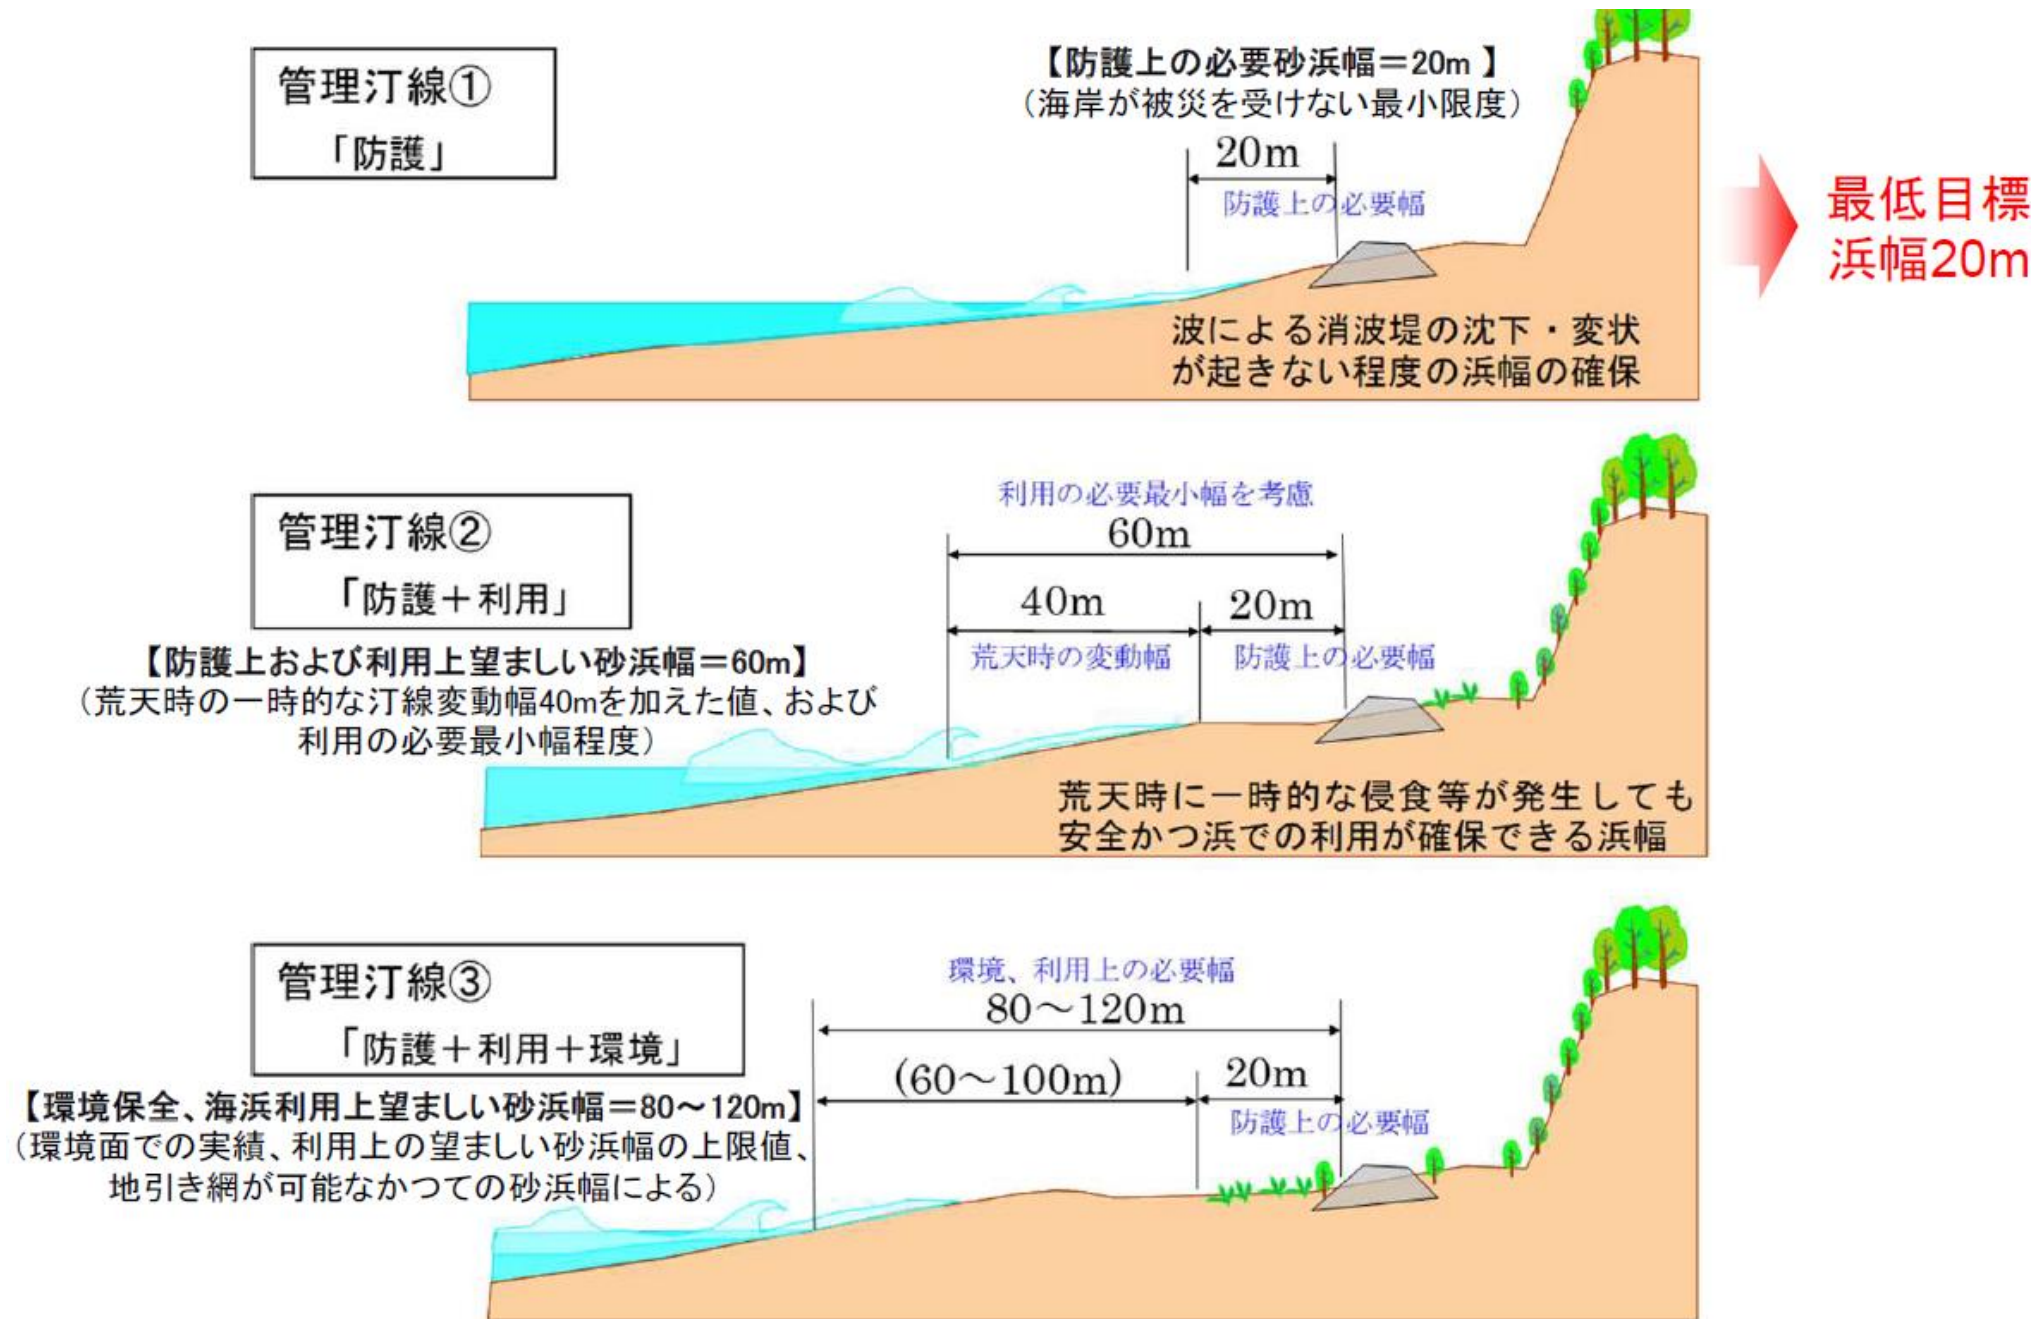 管理汀線①
「防護」
【防護上の必要砂浜幅＝20m 】
（海岸が被災を受けない最小限度）
20m
防護上の必要幅
最低目標
浜幅20m
波による消波堤の沈下・変状
が起きない程度の浜幅の確保
管理汀線②
「防護＋利用」
【防護上および利用上望ましい砂浜幅＝60m】
（荒天時の一時的な汀線変動幅40mを加えた値、および
利用の必要最小幅程度）
利用の必要最小幅を考慮
60m
40m
20m
荒天時の変動幅
防護上の必要幅
荒天時に一時的な侵食等が発生しても
安全かつ浜での利用が確保できる浜幅
管理汀線③
「防護＋利用＋環境」
【環境保全、海浜利用上望ましい砂浜幅＝80～120m】
（環境面での実績、利用上の望ましい砂浜幅の上限値、
地引き網が可能なかつての砂浜幅による）
環境、利用上の必要幅
80～120m
(60～100m)
20m
防護上の必要幅